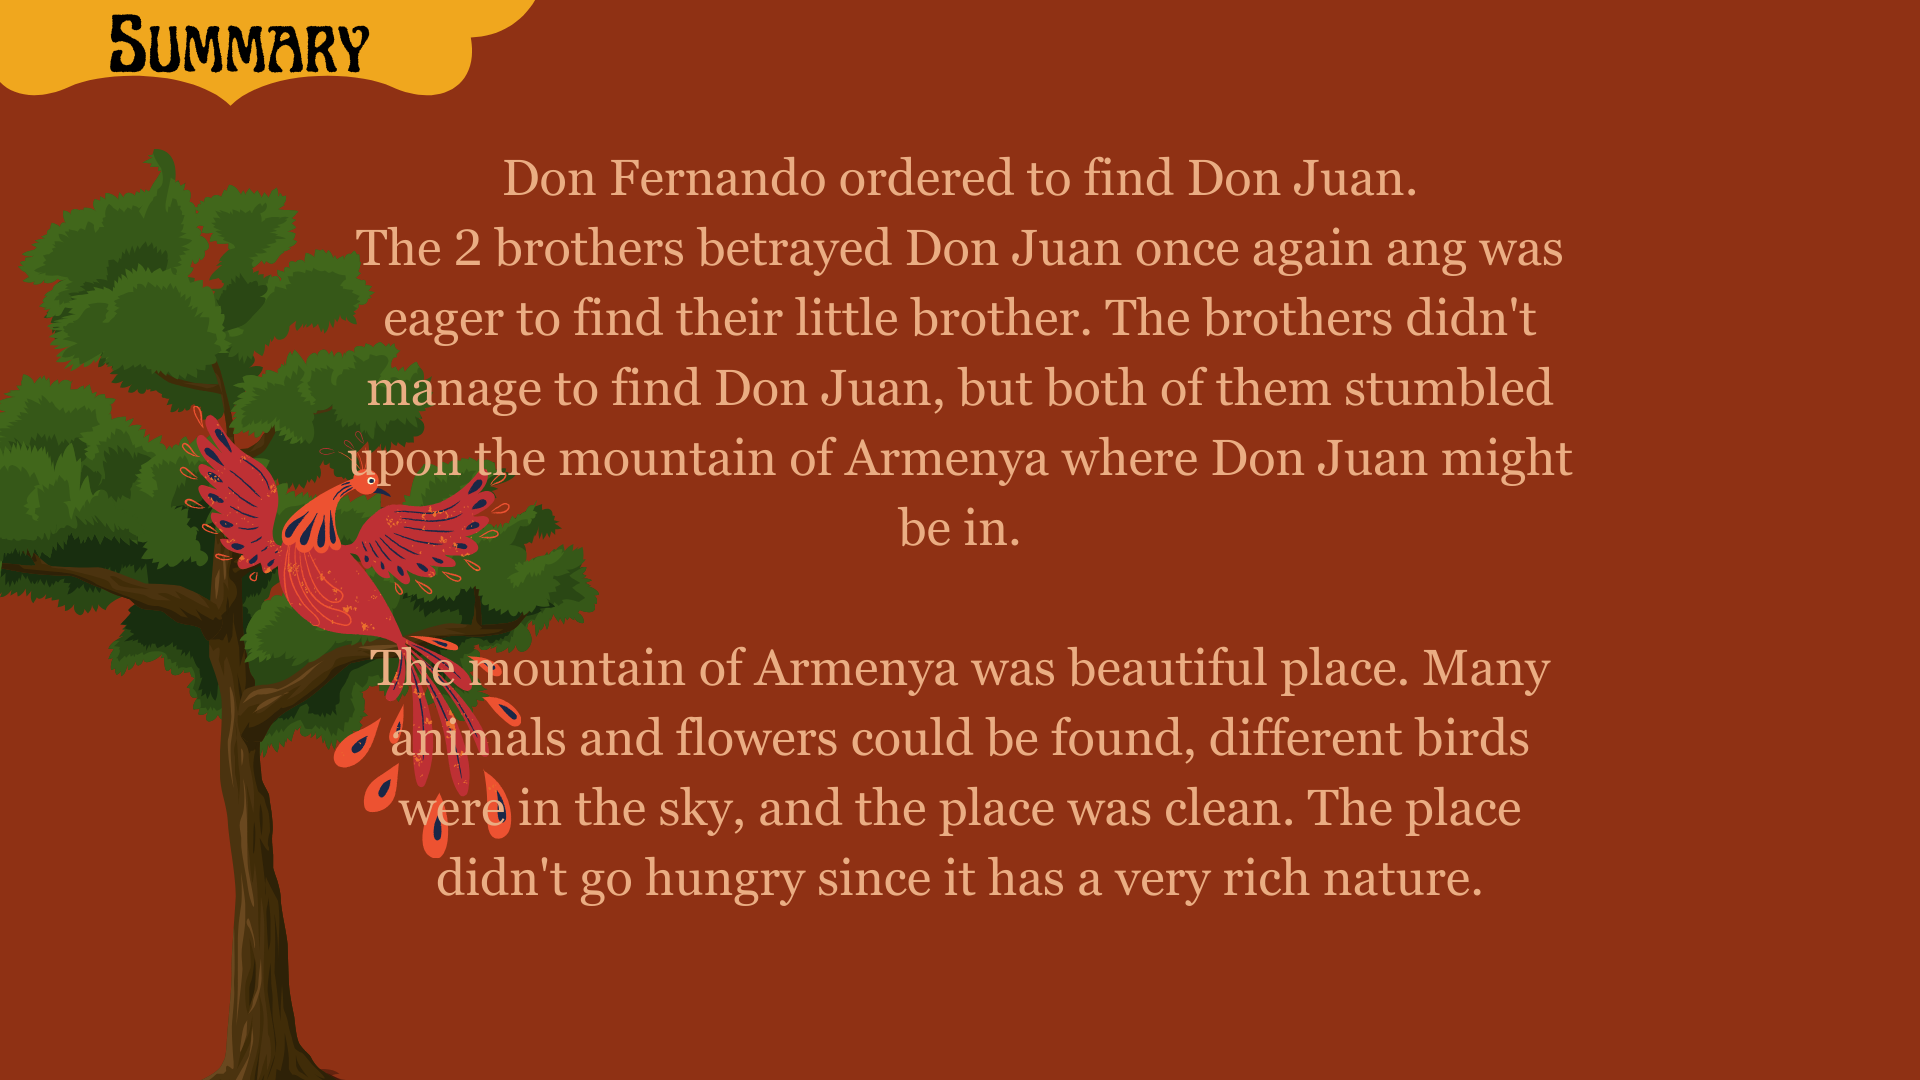 Summary
Don Fernando ordered to find Don Juan.
The 2 brothers betrayed Don Juan once again ang was
eager to find their little brother. The brothers didn't
manage to find Don Juan, but both of them stumbled
upon the mountain of Armenya where Don Juan might
be in.
The mountain of Armenya was beautiful place. Many
animals and flowers could be found, different birds
were in the sky, and the place was clean. The place
didn't go hungry since it has a very rich nature.